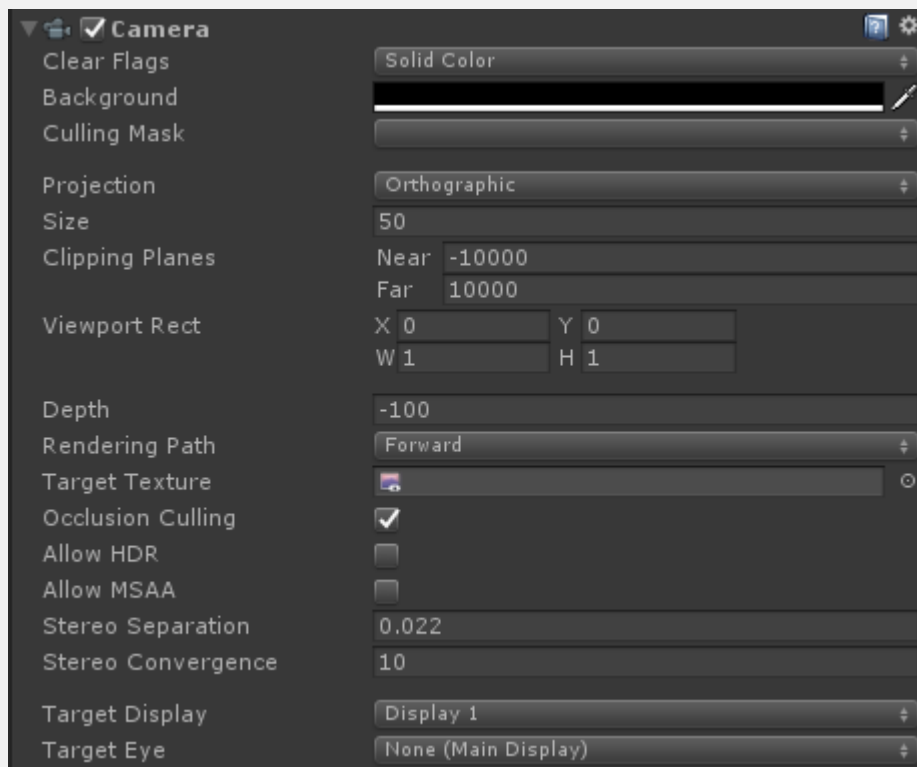 Camera
Clear Flags Solid Color
Background
Culling Mask
Projection Orthographic
Size 50
Clipping Planes Near -10000
Far 10000
Viewport Rect X 0 Y 0
W 1 H 1
Depth -100
Rendering Path Forward
Target Texture
Occlusion Culling
Allow HDR
Allow MSAA
Stereo Separation 0.022
Stereo Convergence 10
Target Display Display 1
Target Eye None (Main Display)